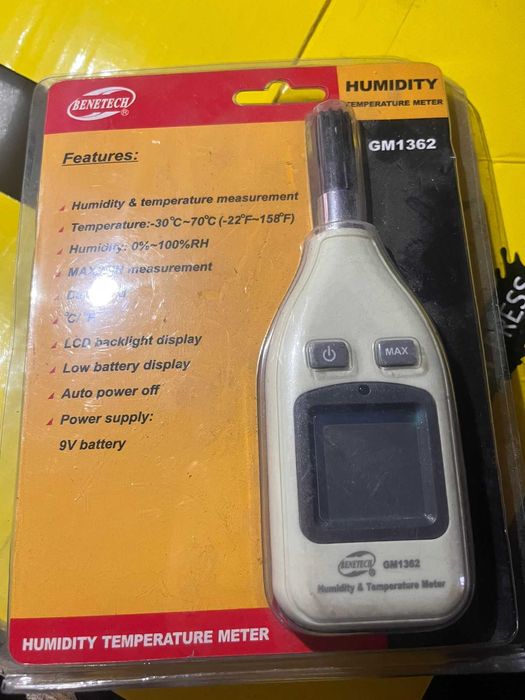 BENETECH
®
HUMIDITY
TEMPERATURE METER
GM1362
Features:
Humidity & temperature measurement
Temperature:-30°C~70°C (-22°F~158°F)
Humidity: 0%~100%RH
measurement
°C/°F
LCD backlight display
Low battery display
Auto power off
Power supply:
9V battery
MAX
BENETECH ® GM1362
Humidity & Temperature Meter
HUMIDITY TEMPERATURE METER
NESS